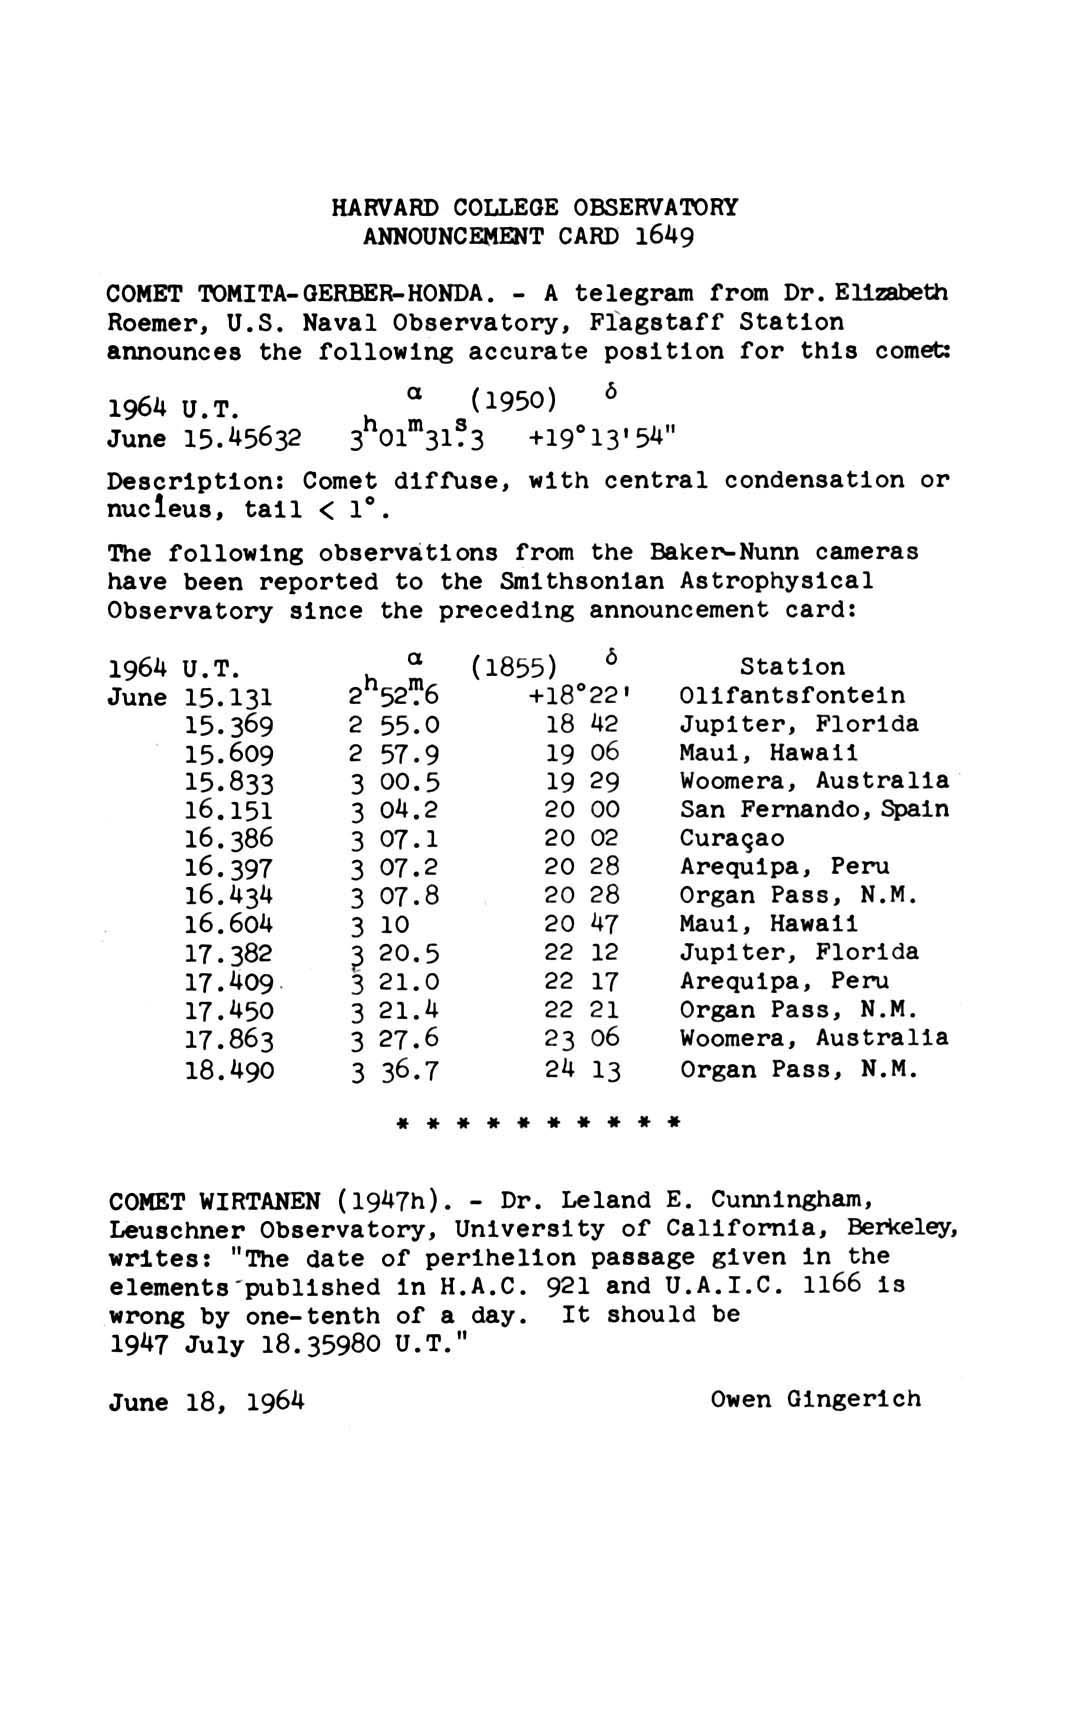 HARVARD COLLEGE OBSERVATORY
ANNOUNCEMENT CARD 1649
COMET TOMITA-GERBER-HONDA. - A telegram from Dr. Elizabeth
Roemer, U.S. Naval Observatory, Flagstaff Station
announces the following accurate position for this comet:
1964 U.T. α (1950) δ
June 15.45632 3ʰ01ᵐ31ˢ.3 +19°13'54"
Description: Comet diffuse, with central condensation or
nucleus, tail < 1°.
The following observations from the Baker-Nunn cameras
have been reported to the Smithsonian Astrophysical
Observatory since the preceding announcement card:
1964 U.T. α (1855) δ Station
June 15.131 2ʰ52ᵐ.6 +18°22' Olifantsfontein
15.369 2 55.0 18 42 Jupiter, Florida
15.609 2 57.9 19 06 Maui, Hawaii
15.833 3 00.5 19 29 Woomera, Australia
16.151 3 04.2 20 00 San Fernando, Spain
16.386 3 07.1 20 02 Curaçao
16.397 3 07.2 20 28 Arequipa, Peru
16.434 3 07.8 20 28 Organ Pass, N.M.
16.604 3 10 20 47 Maui, Hawaii
17.382 3 20.5 22 12 Jupiter, Florida
17.409 3 21.0 22 17 Arequipa, Peru
17.450 3 21.4 22 21 Organ Pass, N.M.
17.863 3 27.6 23 06 Woomera, Australia
18.490 3 36.7 24 13 Organ Pass, N.M.
* * * * * * * * * *
COMET WIRTANEN (1947h). - Dr. Leland E. Cunningham,
Leuschner Observatory, University of California, Berkeley,
writes: "The date of perihelion passage given in the
elements published in H.A.C. 921 and U.A.I.C. 1166 is
wrong by one-tenth of a day. It should be
1947 July 18.35980 U.T."
June 18, 1964 Owen Gingerich